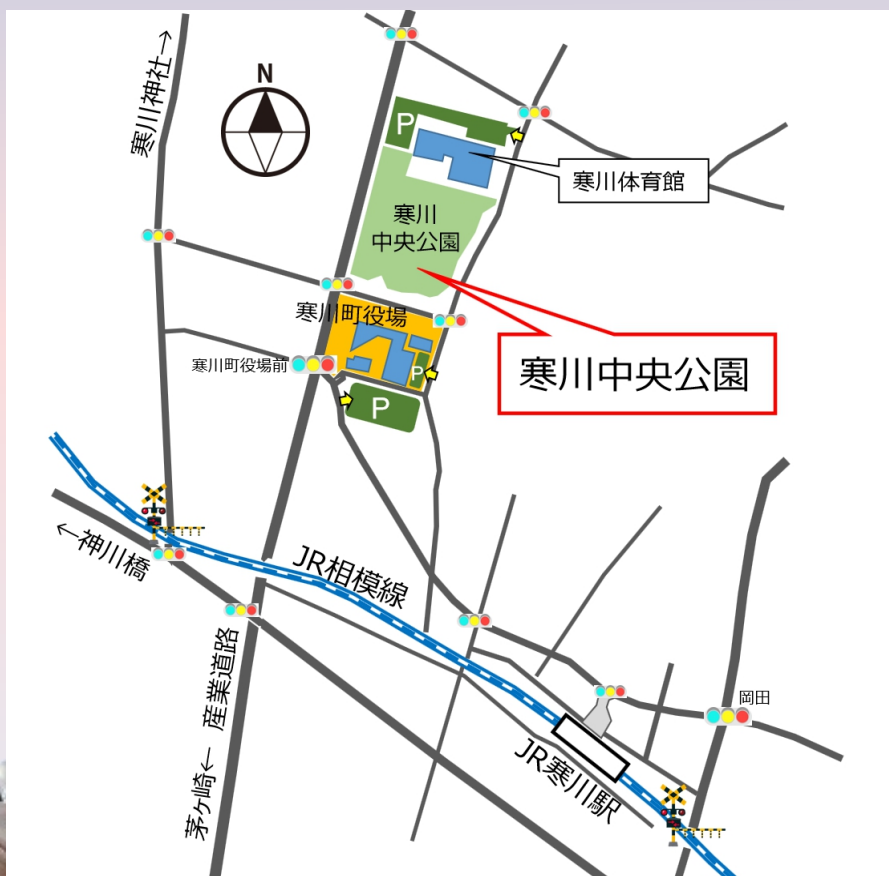 寒川神社→
N
P
寒川体育館
寒川
中央公園
寒川町役場
寒川町役場前
P
P
寒川中央公園
←神川橋
JR相模線
産業道路
茅ケ崎←
岡田
JR寒川駅